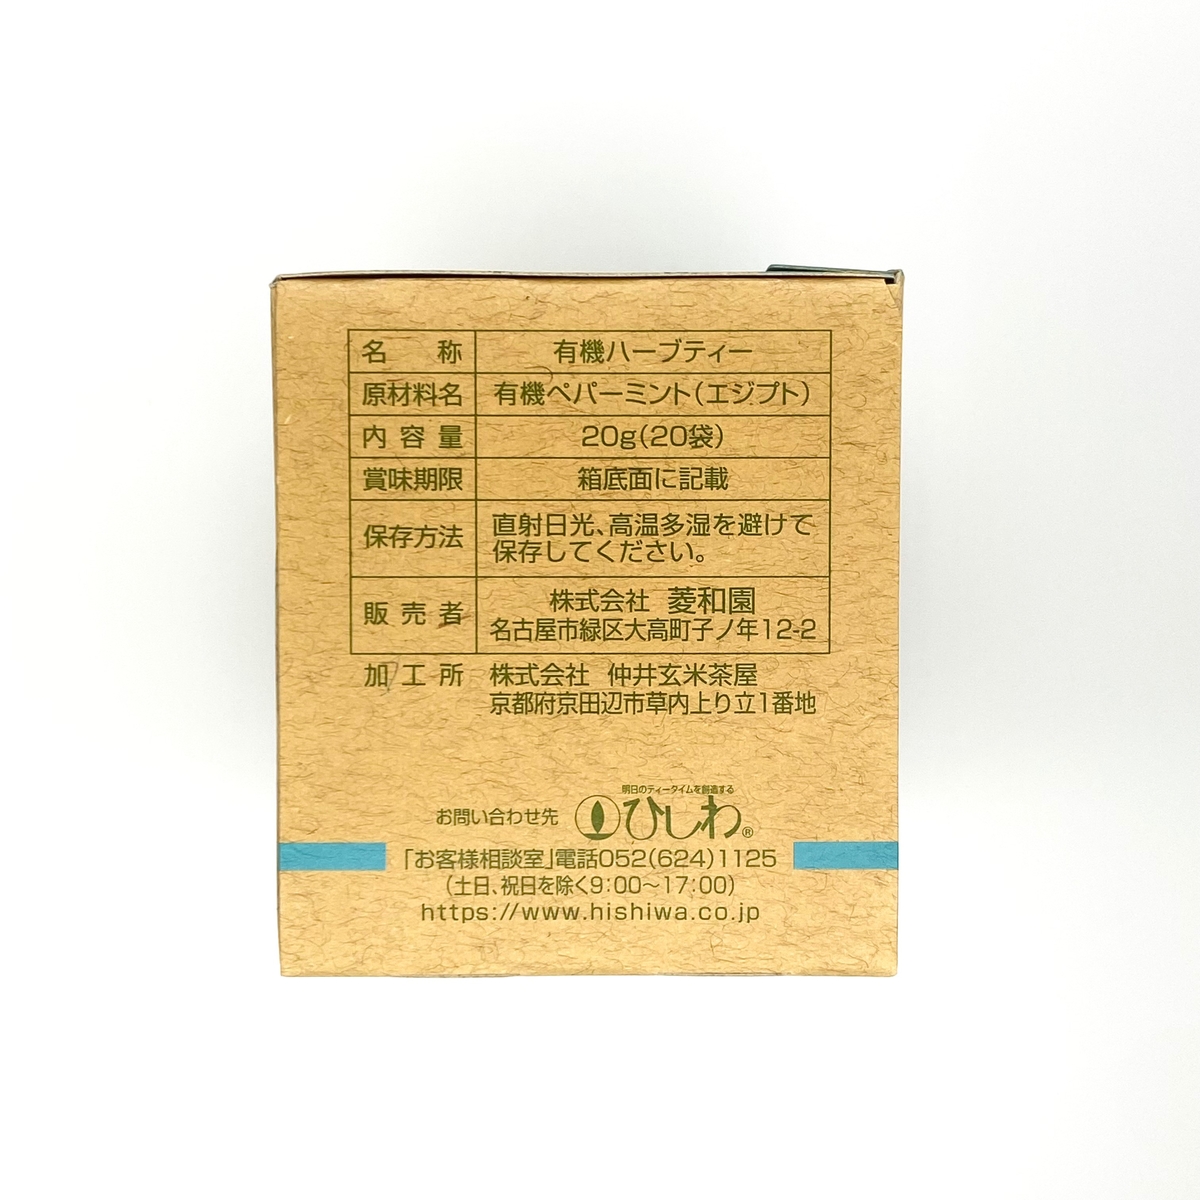 名称 有機ハーブティー
原材料名 有機ペパーミント(エジプト)
内容量 20g(20袋)
賞味期限 箱底面に記載
保存方法 直射日光、高温多湿を避けて
保存してください。
販売者 株式会社 菱和園
名古屋市緑区大高町子ノ年12-2
加工所 株式会社 仲井玄米茶屋
京都府京田辺市草内上り立1番地
明日のティータイムを創造する
お問い合わせ先 ひしわ®
「お客様相談室」電話052(624)1125
(土日、祝日を除く9:00〜17:00)
https://www.hishiwa.co.jp